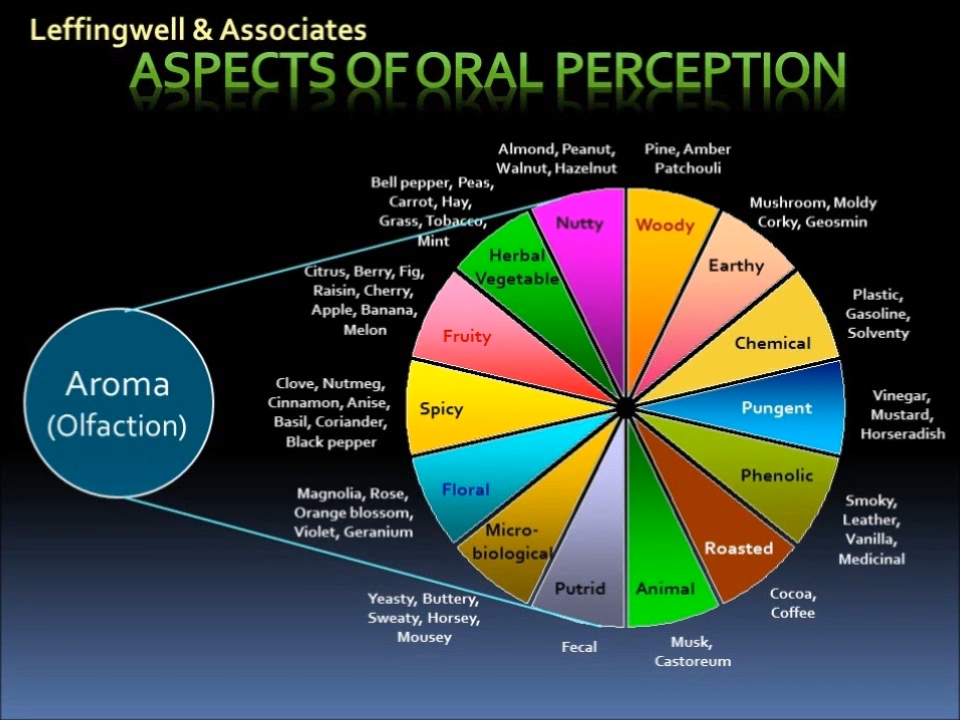 Leffingwell & Associates
ASPECTS OF ORAL PERCEPTION
Almond, Peanut,
Walnut, Hazelnut
Pine, Amber
Patchouli
Bell pepper, Peas,
Carrot, Hay,
Grass, Tobacco,
Mint
Mushroom, Moldy
Corky, Geosmin
Nutty
Woody
Herbal
Vegetable
Earthy
Citrus, Berry, Fig,
Raisin, Cherry,
Apple, Banana,
Melon
Plastic,
Gasoline,
Solventy
Fruity
Chemical
Aroma
(Olfaction)
Clove, Nutmeg,
Cinnamon, Anise,
Basil, Coriander,
Black pepper
Spicy
Pungent
Vinegar,
Mustard,
Horseradish
Magnolia, Rose,
Orange blossom,
Violet, Geranium
Floral
Phenolic
Smoky,
Leather,
Vanilla,
Medicinal
Micro-
biological
Roasted
Putrid
Animal
Cocoa,
Coffee
Yeasty, Buttery,
Sweaty, Horsey,
Mousey
Fecal
Musk,
Castoreum